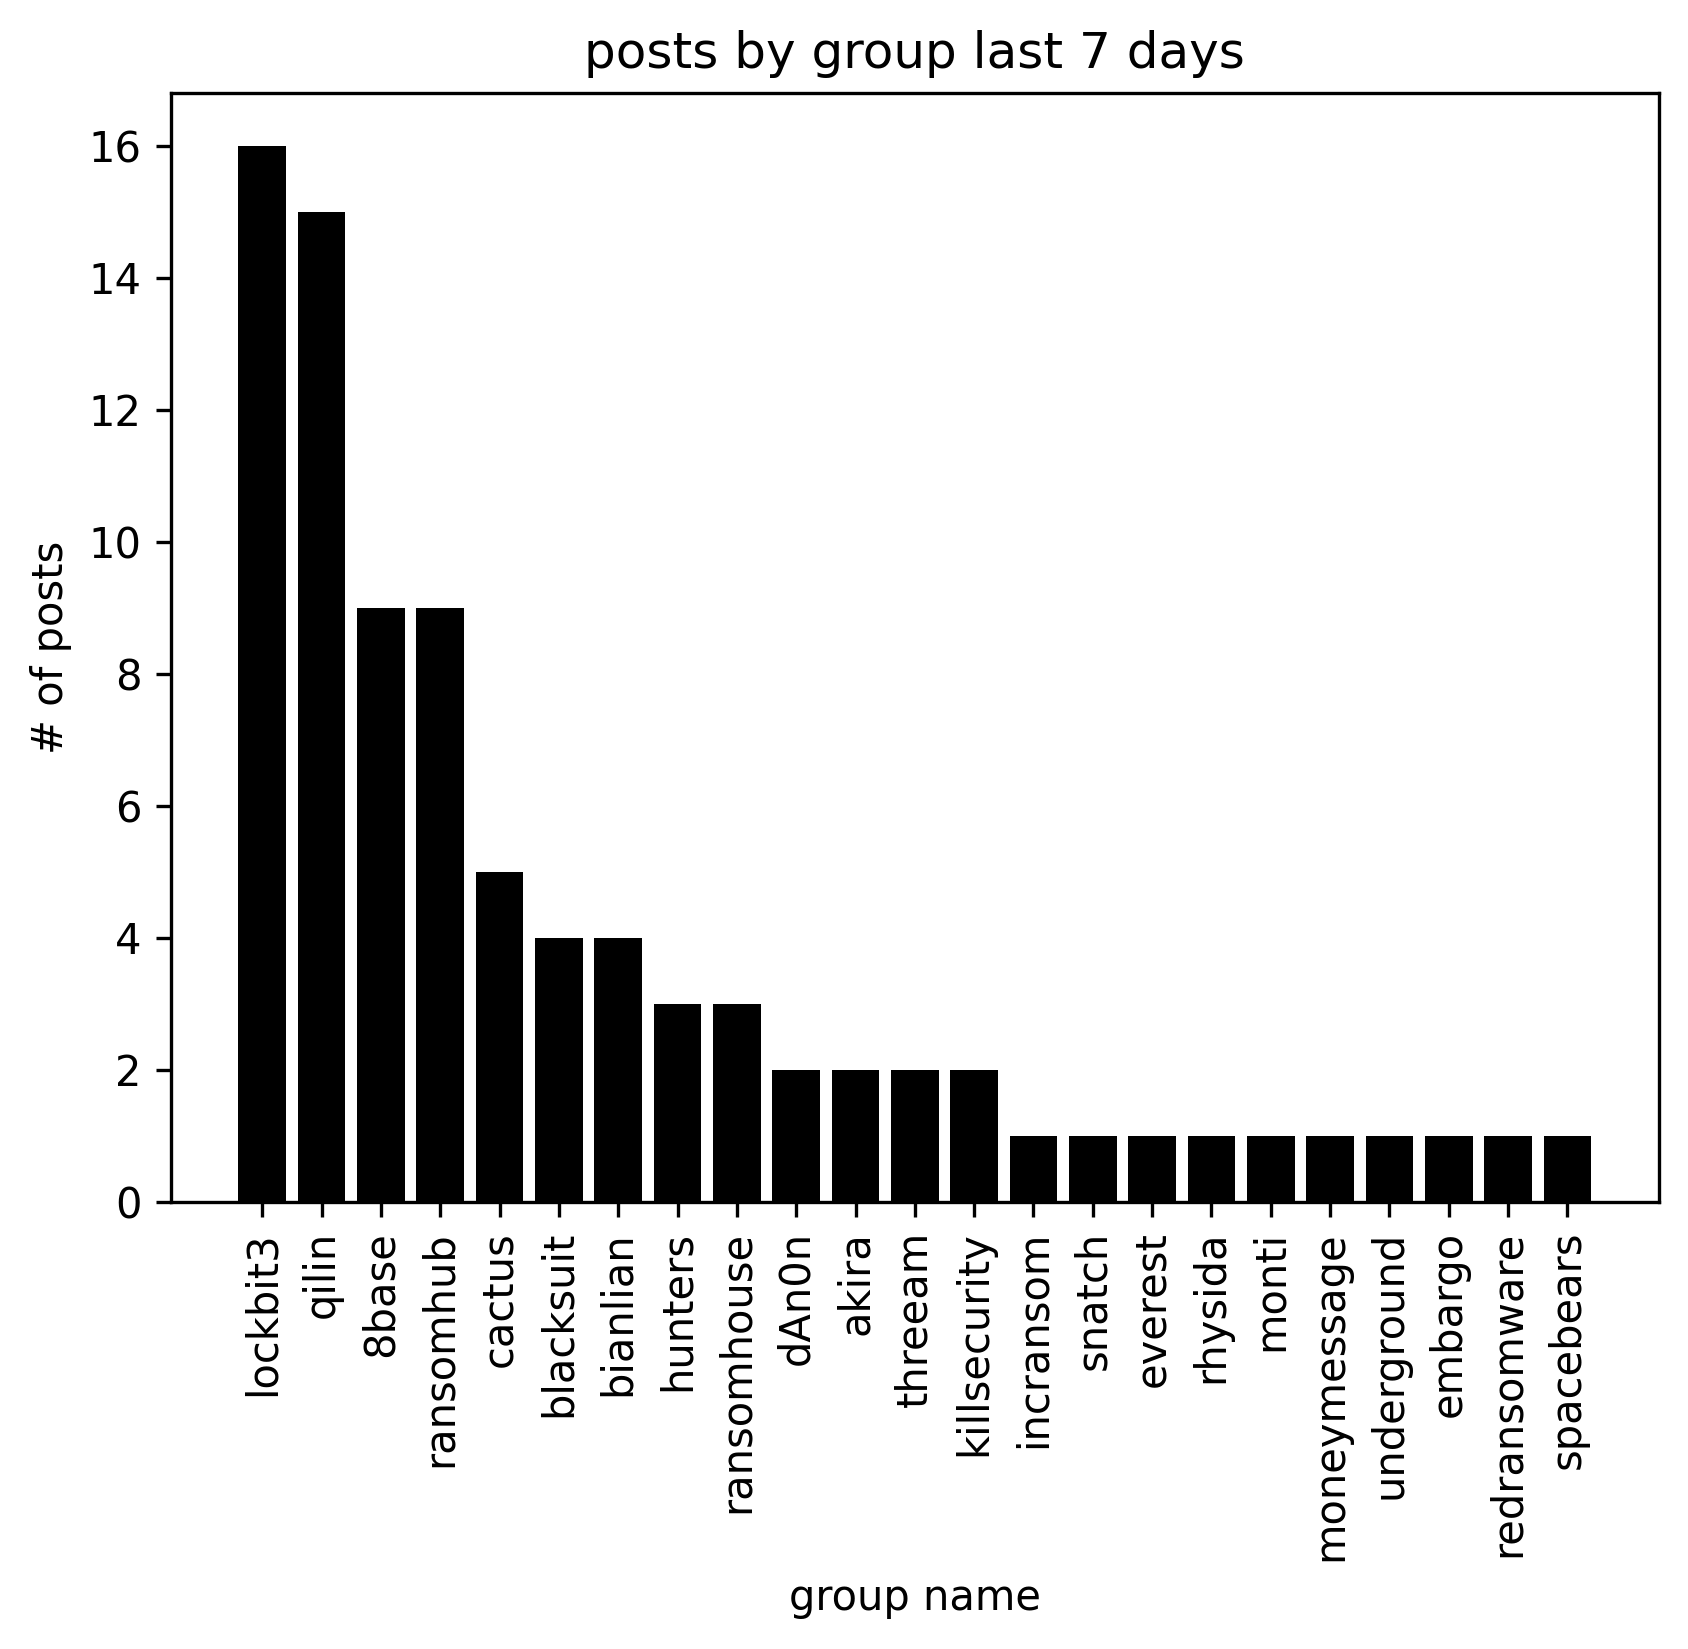 posts by group last 7 days
# of posts
16
14
12
10
8
6
4
2
0
lockbit3
qilin
8base
ransomhub
cactus
blacksuit
bianlian
hunters
ransomhouse
dAn0n
akira
threeam
killsecurity
incransom
snatch
everest
rhysida
monti
moneymessage
underground
embargo
redransomware
spacebears
group name